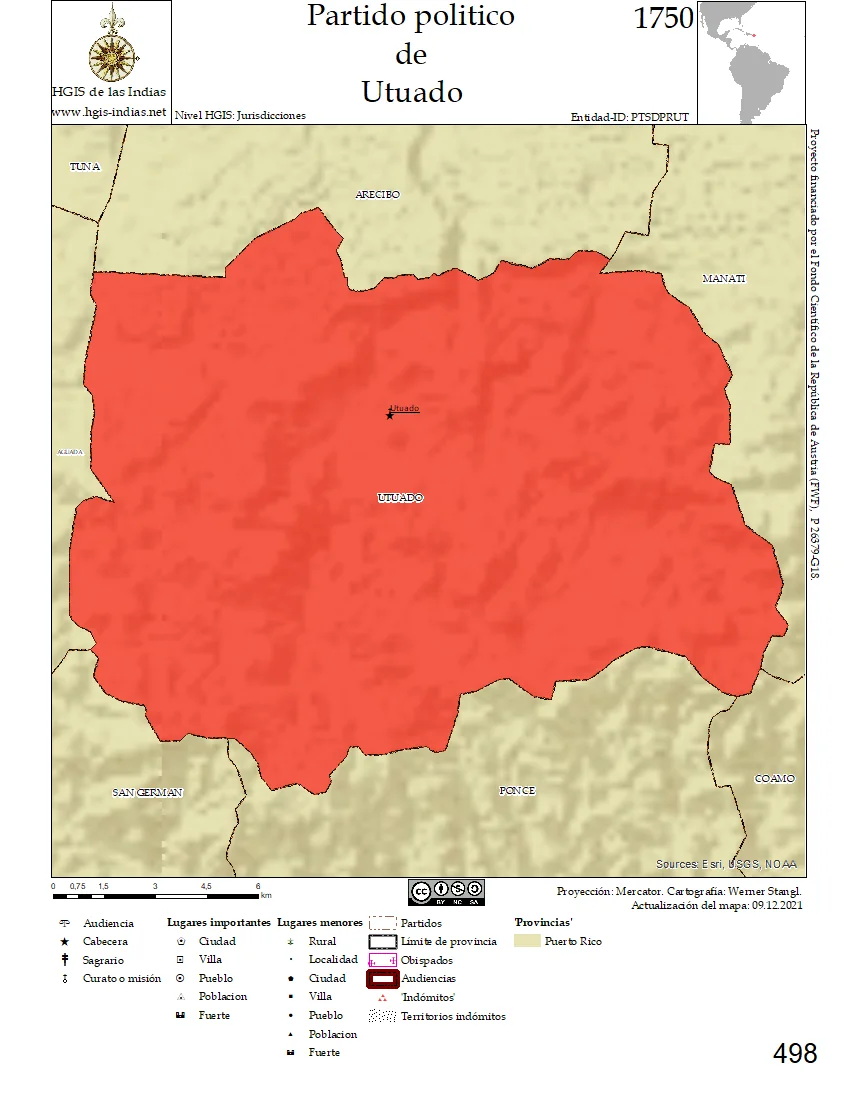 Partido politico
de
Utuado
1750
HGIS de las Indias
www.hgis-indias.net
Nivel HGIS: Jurisdicciones
Entidad-ID: PTSDPRUT
TUNA
ARECIBO
MANATI
Utuado
AGUADA
UTUADO
SAN GERMAN
PONCE
COAMO
Sources: Esri, USGS, NOAA
Proyecto financiado por el Fondo Científico de la República de Austria (FWF), P 26379-G18.
0 0,75 1,5 3 4,5 6
km
CC BY NC SA
Proyección: Mercator. Cartografía: Werner Stangl.
Actualización del mapa: 09.12.2021
Audiencia
Cabecera
Sagrario
Curato o misión
Lugares importantes
Ciudad
Villa
Pueblo
Poblacion
Fuerte
Lugares menores
Rural
Localidad
Ciudad
Villa
Pueblo
Poblacion
Fuerte
Partidos
Límite de provincia
Obispados
Audiencias
'Indómitos'
Territorios indómitos
'Provincias'
Puerto Rico
498